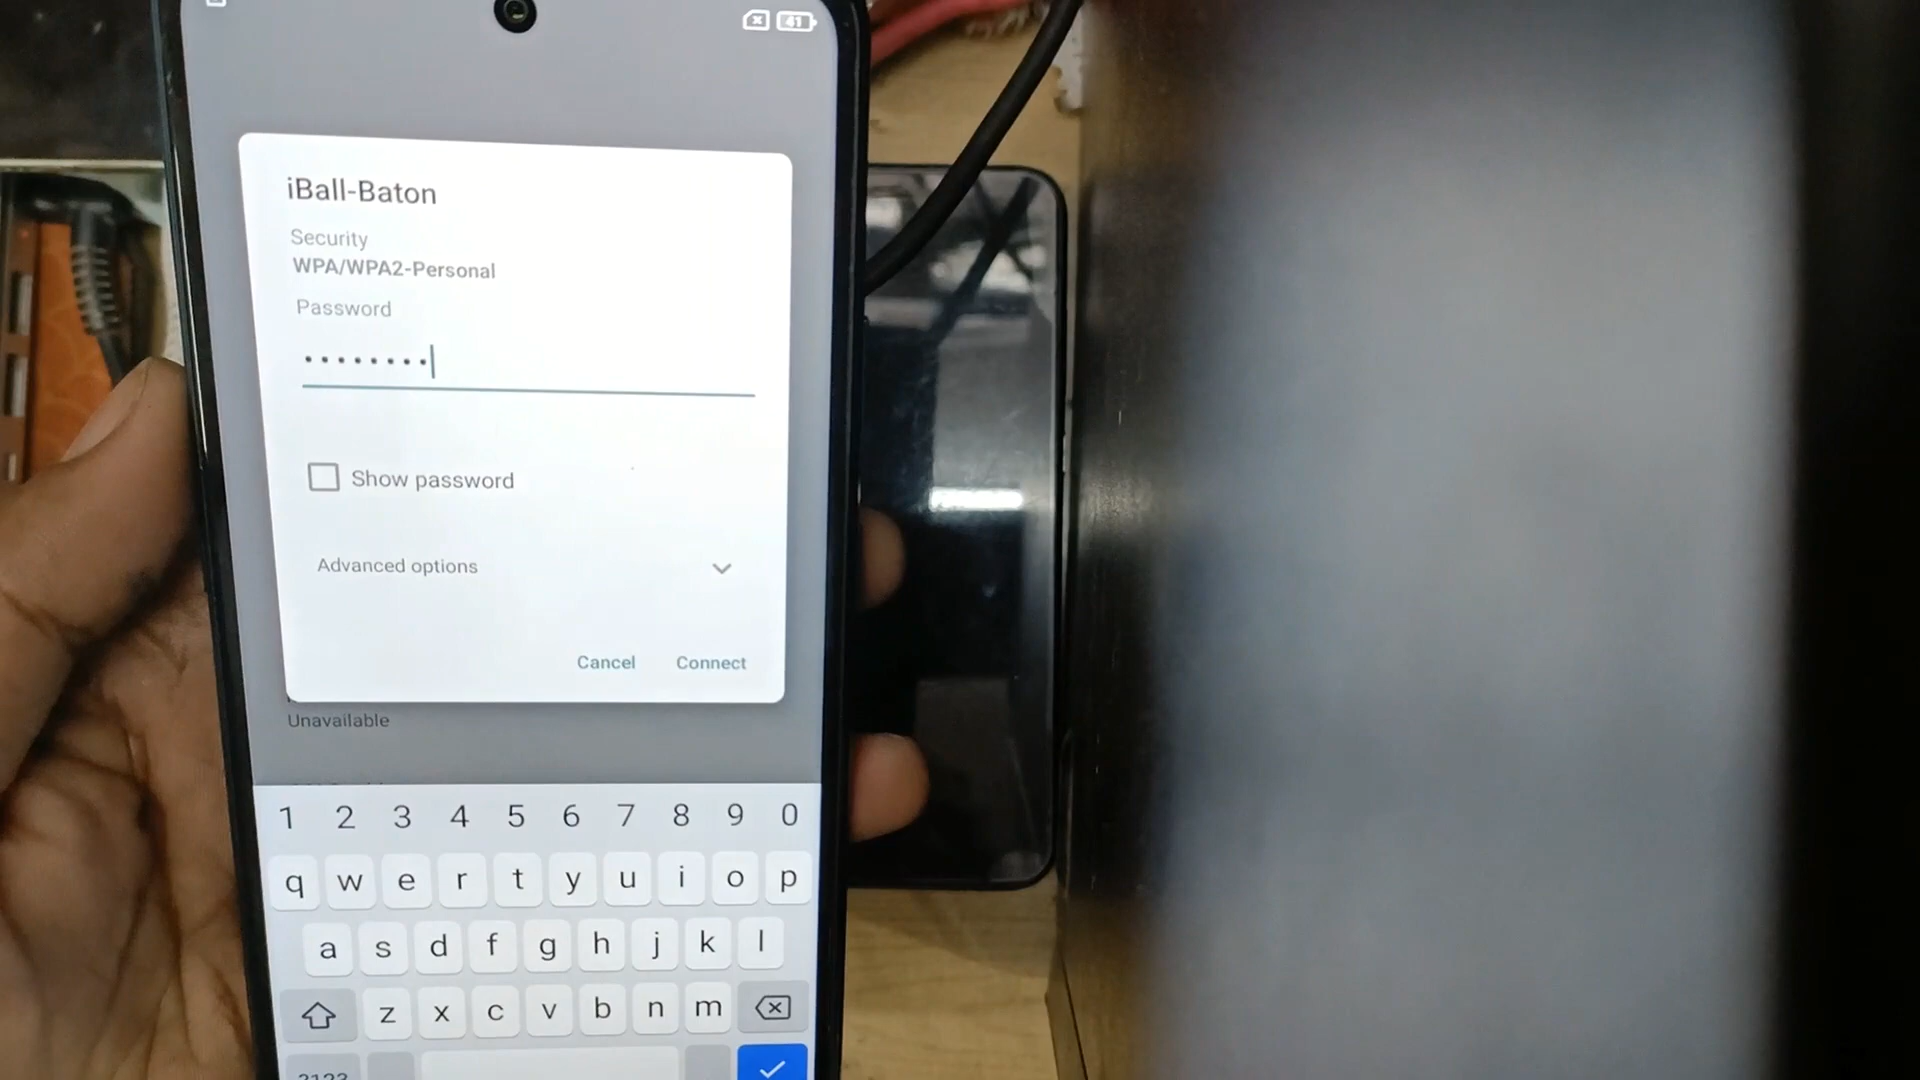 41
iBall-Baton
Security
WPA/WPA2-Personal
Password
Show password
Advanced options
Cancel Connect
Unavailable
1 2 3 4 5 6 7 8 9 0
q w e r t y u i o p
a s d f g h j k l
z x c v b n m